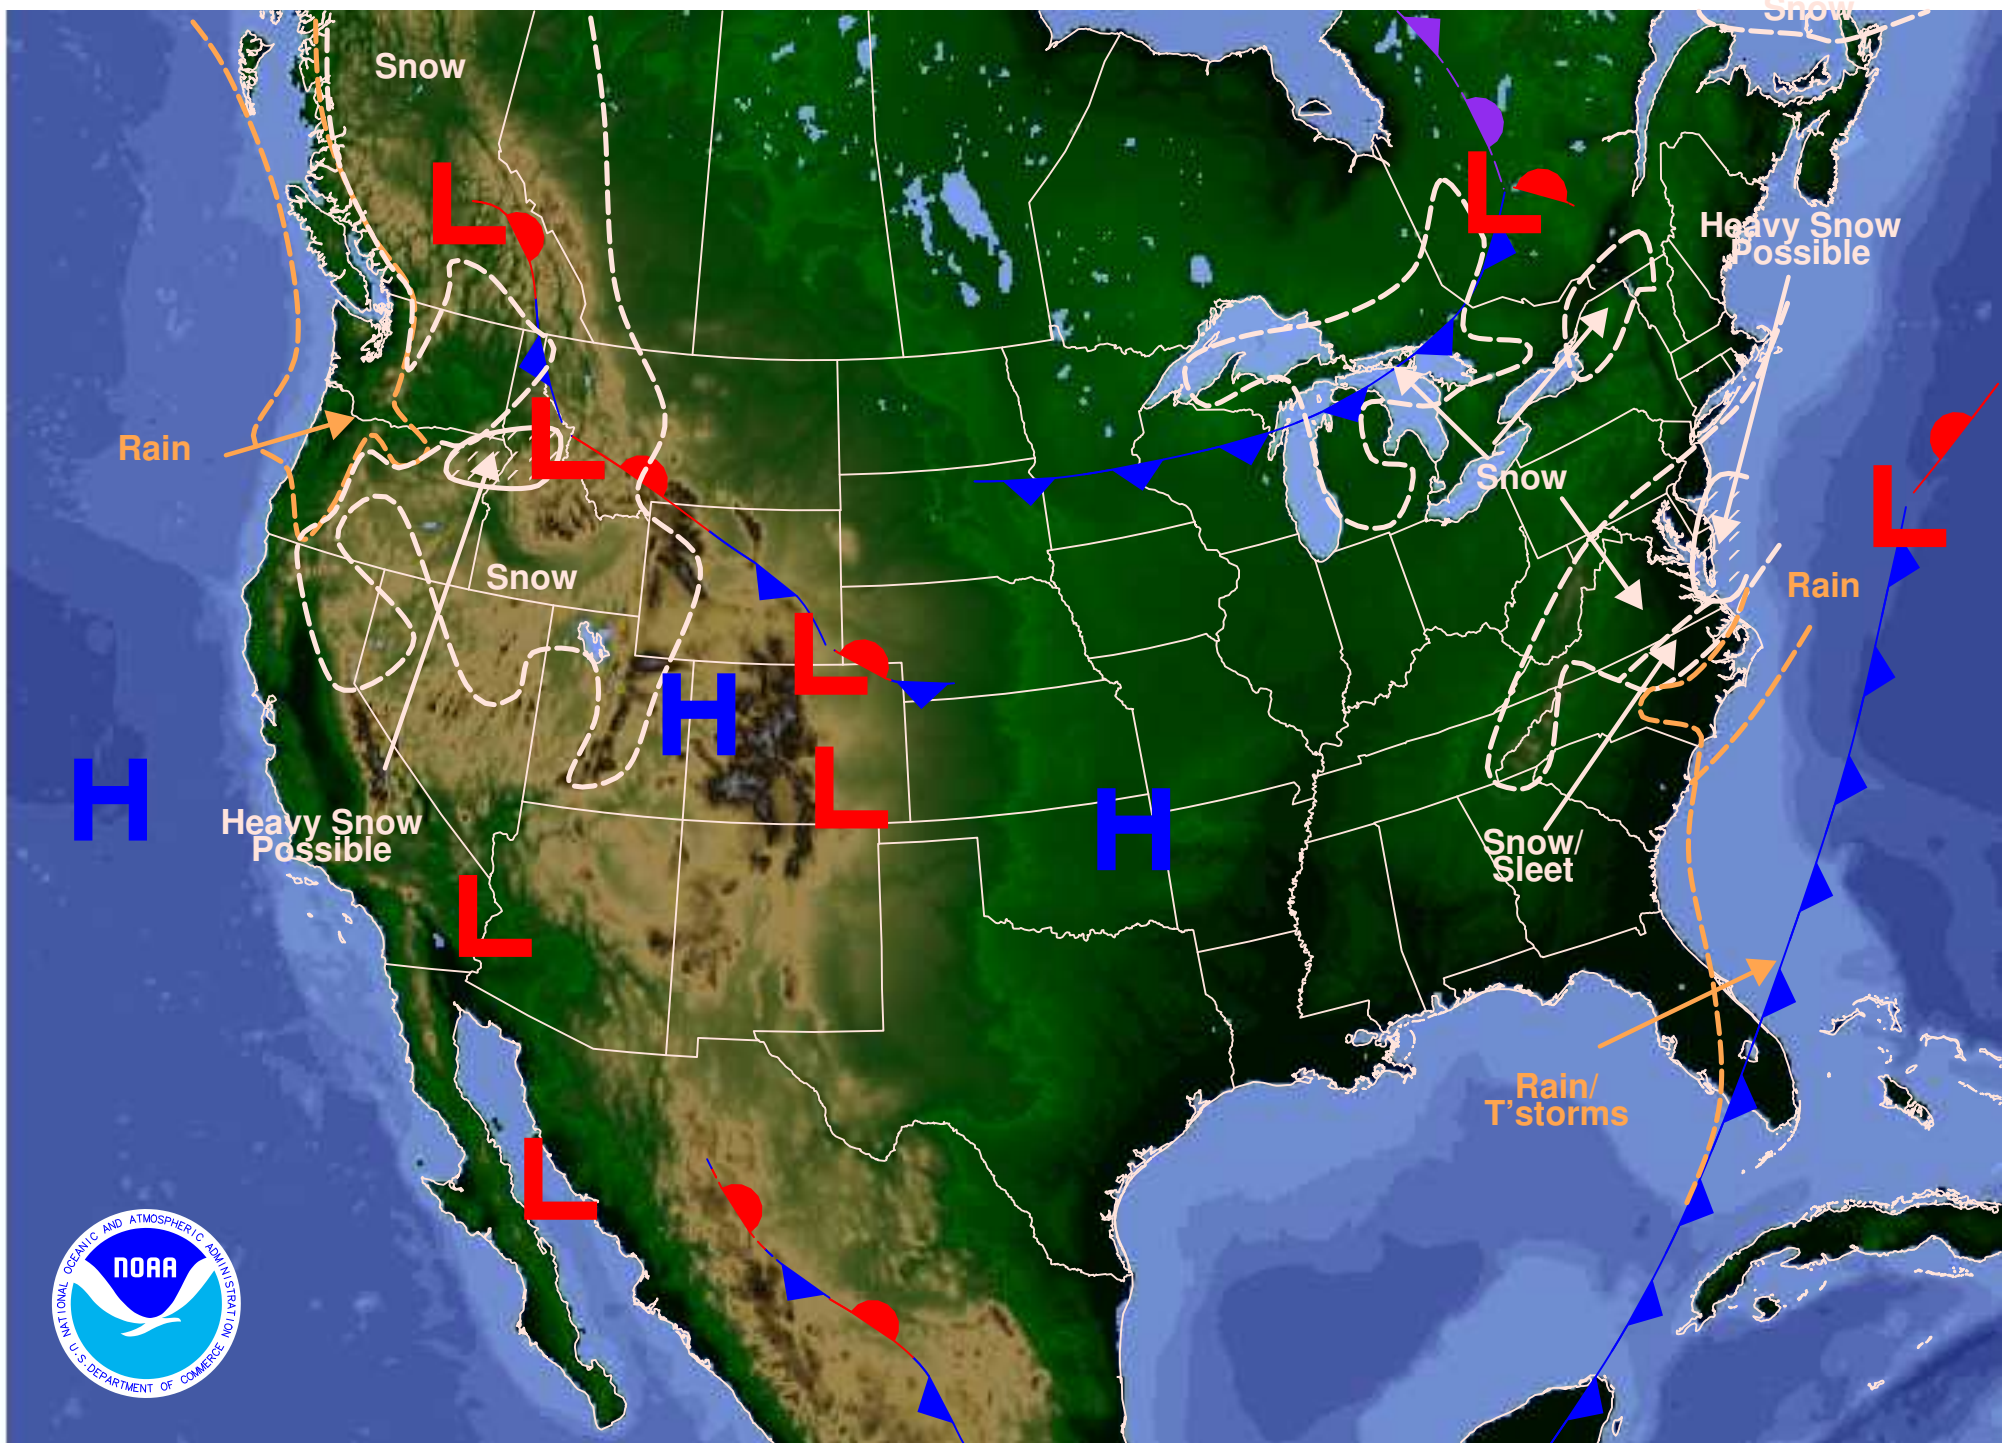 Snow
Snow
L
L
Heavy Snow
Possible
L
Rain
L
Snow
L
Snow
Rain
L
H
H
L
H
Heavy Snow
Possible
Snow/
Sleet
L
Rain/
T'storms
L
NATIONAL OCEANIC AND ATMOSPHERIC ADMINISTRATION
NOAA
U.S. DEPARTMENT OF COMMERCE